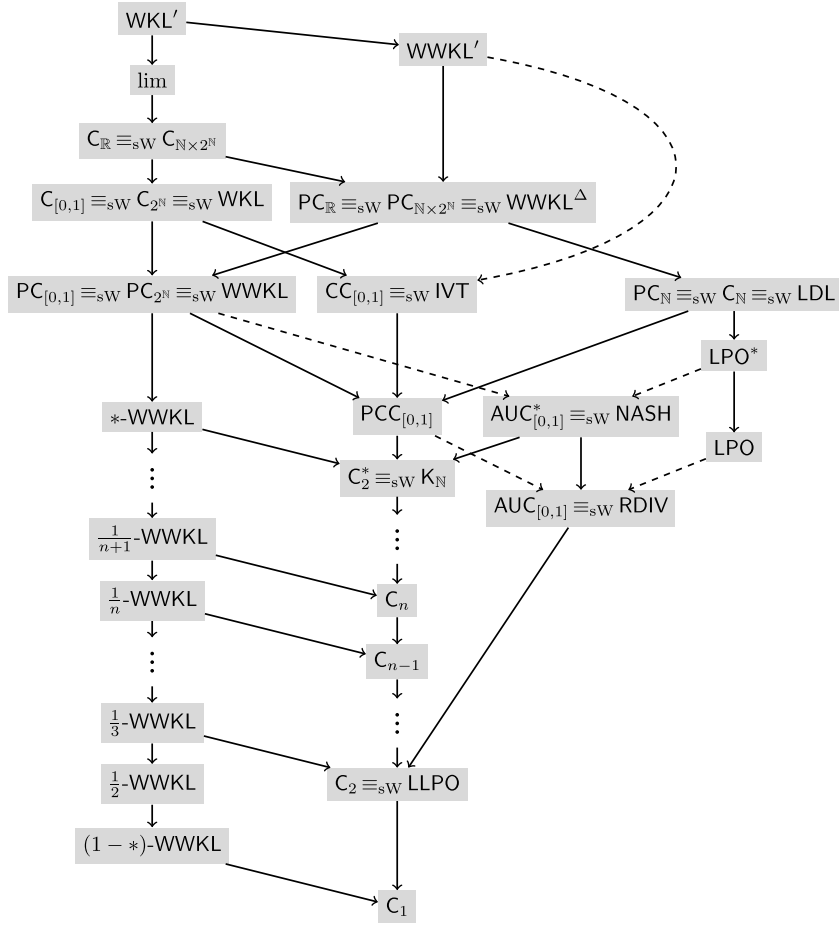 WKL′
WWKL′
lim
C_ℝ ≡_sW C_{ℕ×2^ℕ}
C_{[0,1]} ≡_sW C_{2^ℕ} ≡_sW WKL
PC_ℝ ≡_sW PC_{ℕ×2^ℕ} ≡_sW WWKL^Δ
PC_{[0,1]} ≡_sW PC_{2^ℕ} ≡_sW WWKL
CC_{[0,1]} ≡_sW IVT
PC_ℕ ≡_sW C_ℕ ≡_sW LDL
LPO*
∗-WWKL
PCC_{[0,1]}
AUC*_{[0,1]} ≡_sW NASH
LPO
⋮
C*_2 ≡_sW K_ℕ
AUC_{[0,1]} ≡_sW RDIV
1/(n+1)-WWKL
⋮
1/n-WWKL
C_n
⋮
C_{n−1}
1/3-WWKL
⋮
1/2-WWKL
C_2 ≡_sW LLPO
(1 − ∗)-WWKL
C_1